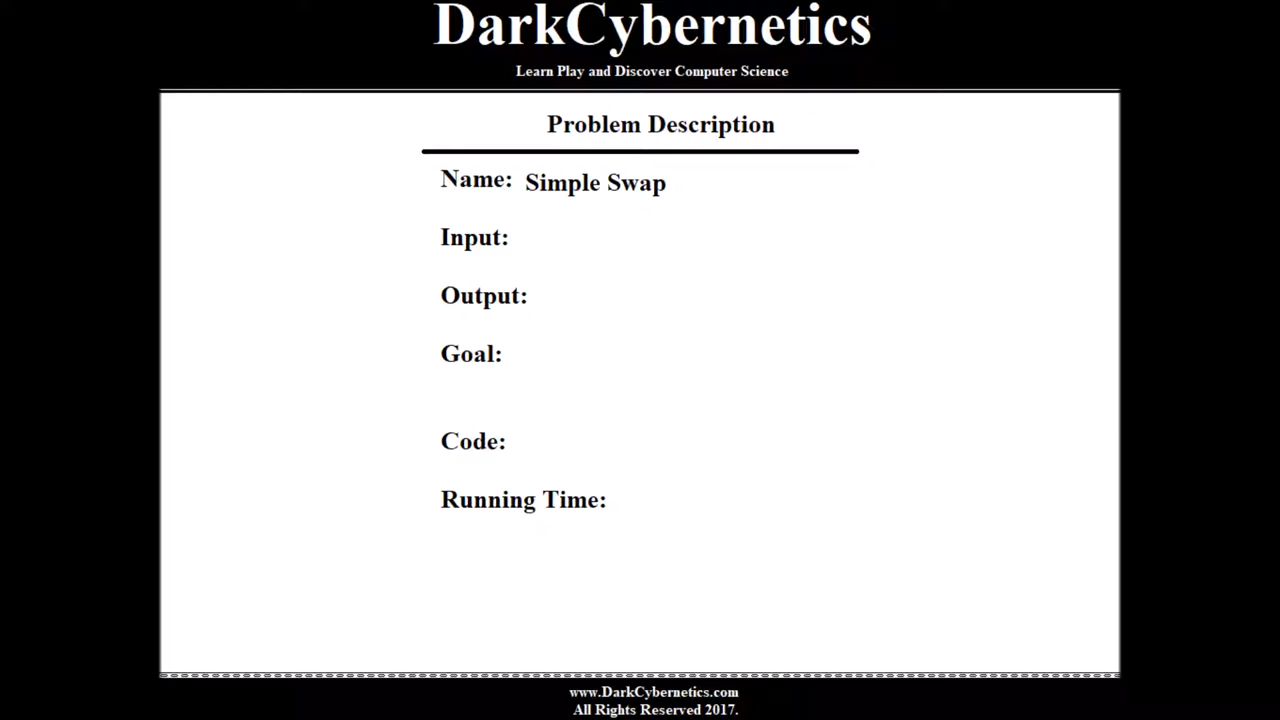 DarkCybernetics
Learn Play and Discover Computer Science
Problem Description
Name: Simple Swap
Input:
Output:
Goal:
Code:
Running Time:
www.DarkCybernetics.com
All Rights Reserved 2017.